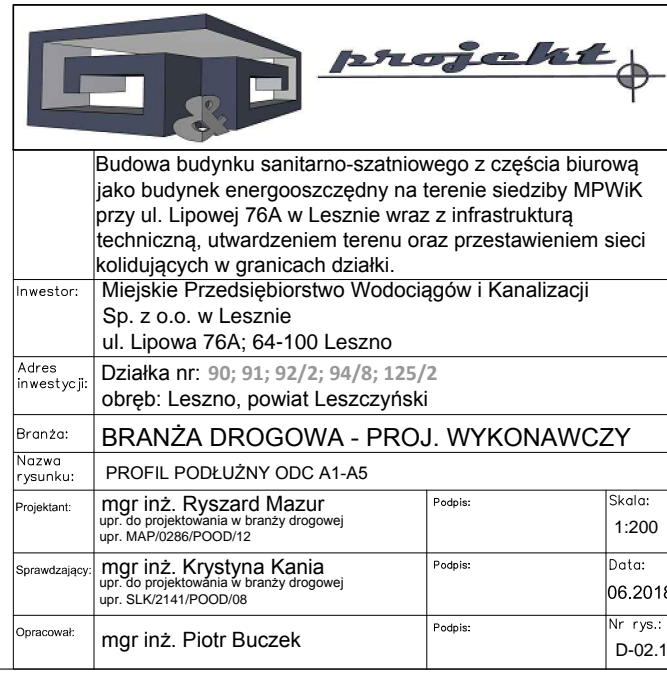 &
projekt
Budowa budynku sanitarno-szatniowego z częścia biurową
jako budynek energooszczędny na terenie siedziby MPWiK
przy ul. Lipowej 76A w Lesznie wraz z infrastrukturą
techniczną, utwardzeniem terenu oraz przestawieniem sieci
kolidujących w granicach działki.
Inwestor:
Miejskie Przedsiębiorstwo Wodociągów i Kanalizacji
Sp. z o.o. w Lesznie
ul. Lipowa 76A; 64-100 Leszno
Adres
inwestycji:
Działka nr: 90; 91; 92/2; 94/8; 125/2
obręb: Leszno, powiat Leszczyński
Branża:
BRANŻA DROGOWA - PROJ. WYKONAWCZY
Nazwa
rysunku:
PROFIL PODŁUŻNY ODC A1-A5
Projektant:
mgr inż. Ryszard Mazur
upr. do projektowania w branży drogowej
upr. MAP/0286/POOD/12
Podpis:
Skala:
1:200
Sprawdzający:
mgr inż. Krystyna Kania
upr. do projektowania w branży drogowej
upr. SLK/2141/POOD/08
Podpis:
Data:
06.2018
Opracował:
mgr inż. Piotr Buczek
Podpis:
Nr rys.:
D-02.1